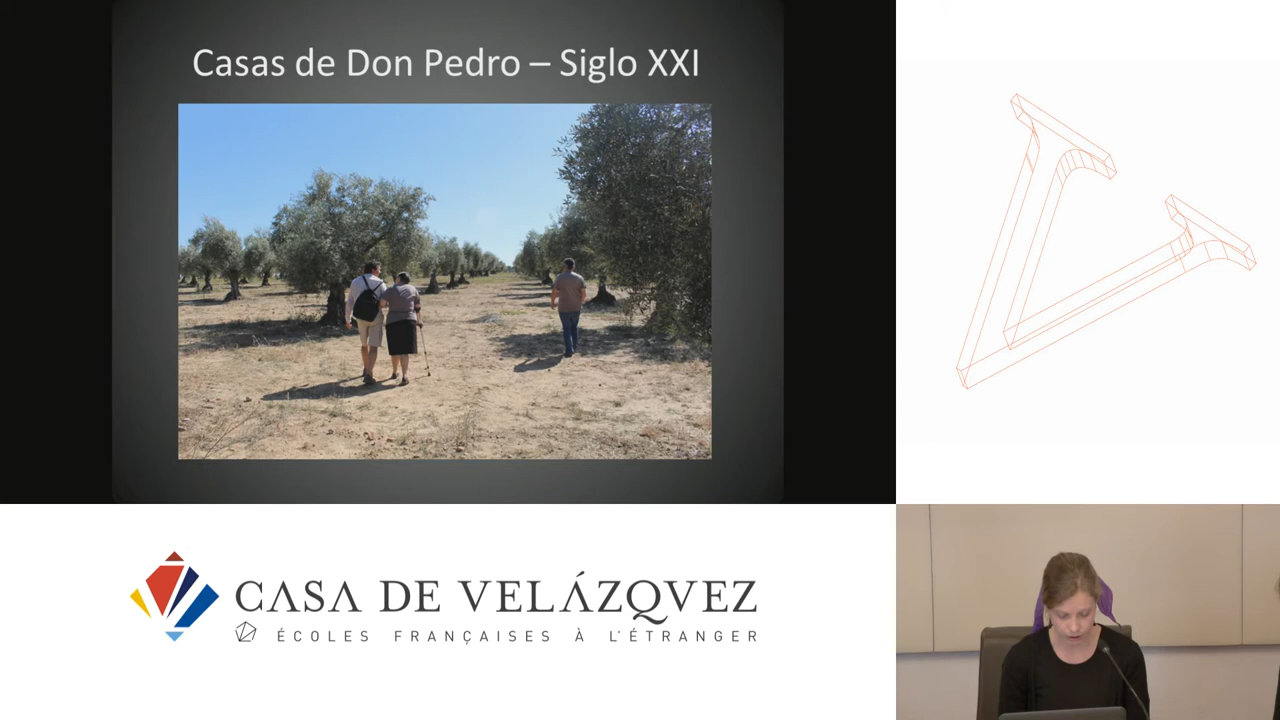 Casas de Don Pedro – Siglo XXI
CASA DE VELÁZQVEZ
ÉCOLES FRANÇAISES À L'ÉTRANGER